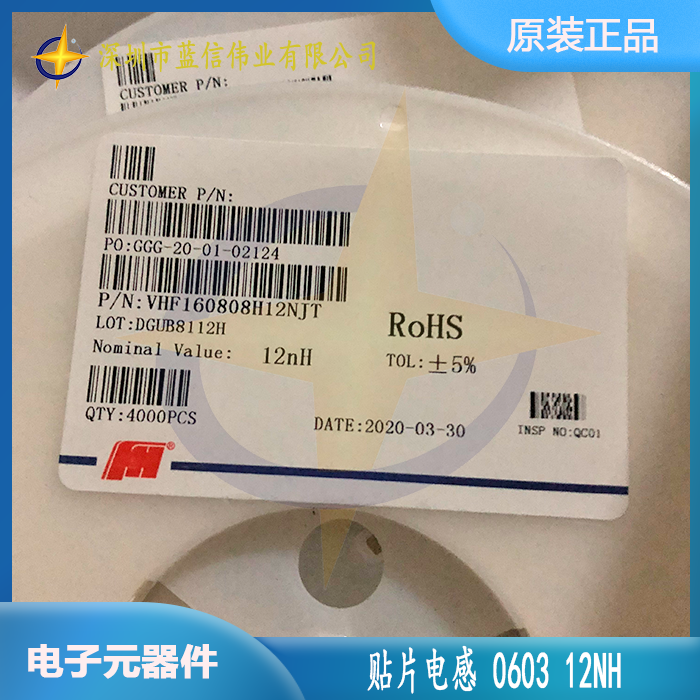 深圳市蓝信伟业有限公司
原装正品
CUSTOMER P/N:
CUSTOMER P/N:
PO:GGG-20-01-02124
P/N:VHF160808H12NJT
LOT:DGUB8112H
RoHS
Nominal Value: 12nH
TOL:±5%
QTY:4000PCS
DATE:2020-03-30
INSP NO:QC01
®
电子元器件
贴片电感 0603 12NH